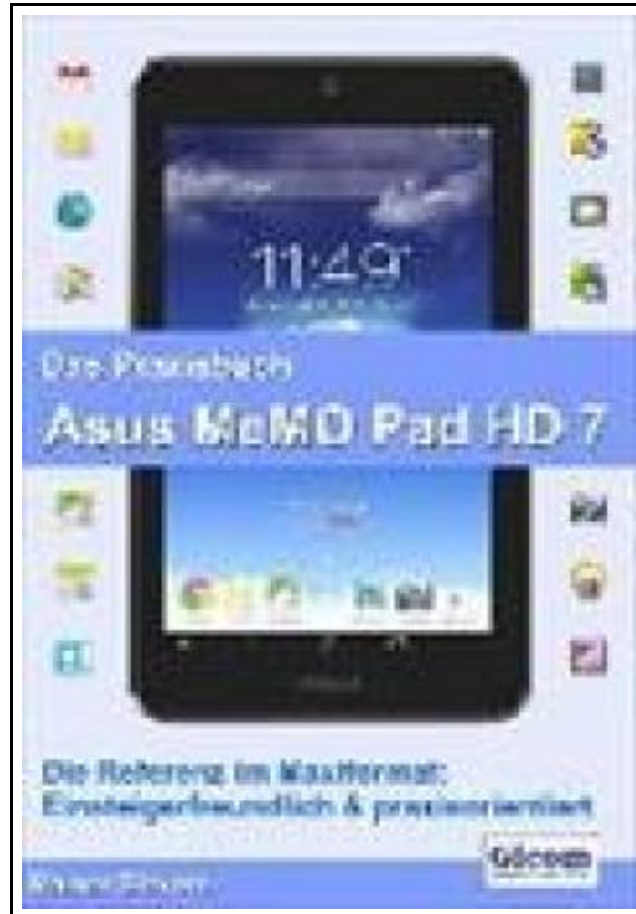 11:49
Das Praxisbuch
Asus MeMO Pad HD 7
Die Referenz im Maxiformat:
Einsteigerfreundlich & praxisorientiert
Gicom